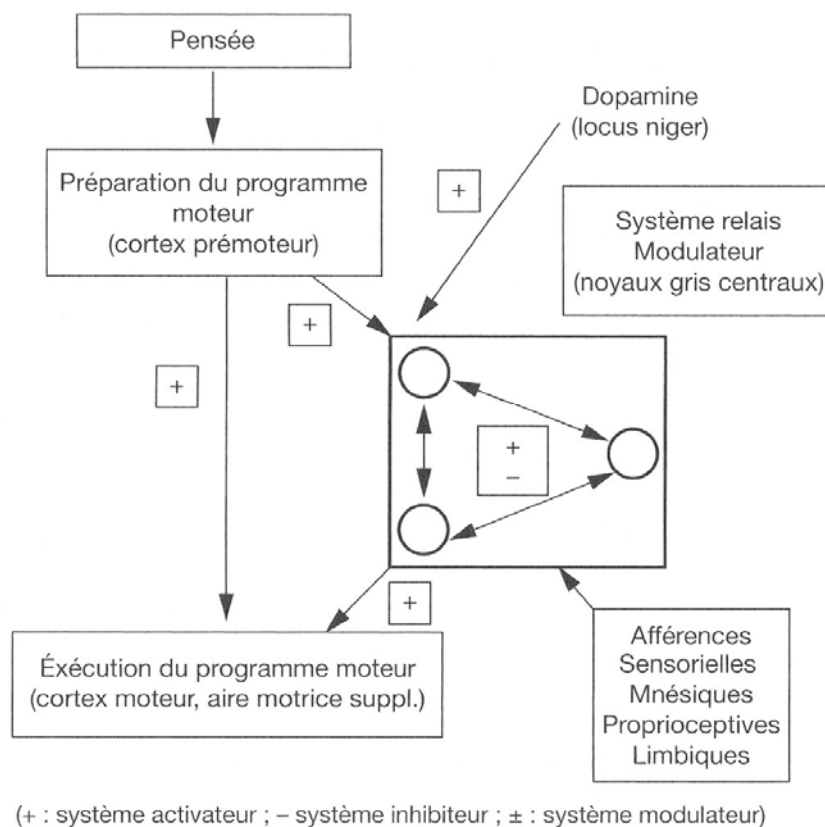 Pensée
Dopamine
(locus niger)
Préparation du programme
moteur
(cortex prémoteur)
+
Système relais
Modulateur
(noyaux gris centraux)
+
+
+
–
+
Afférences
Sensorielles
Mnésiques
Proprioceptives
Limbiques
Éxécution du programme moteur
(cortex moteur, aire motrice suppl.)
(+ : système activateur ; – système inhibiteur ; ± : système modulateur)